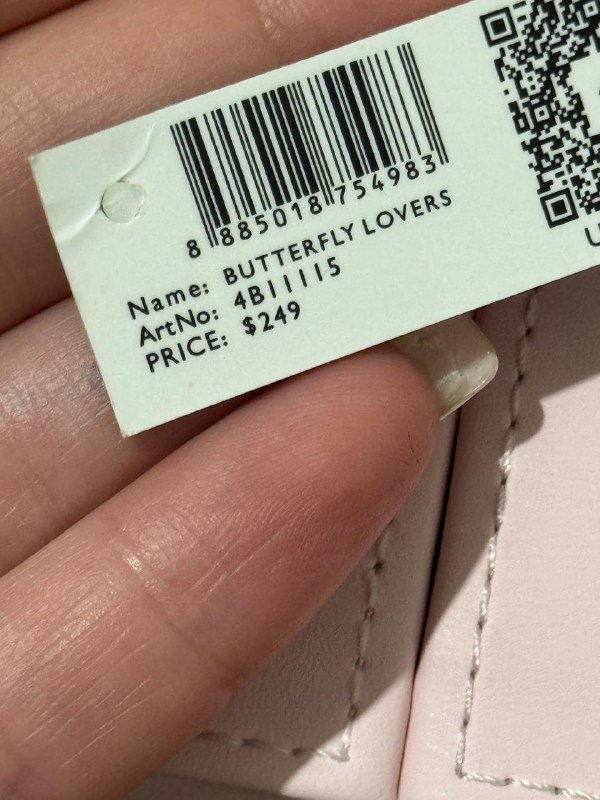 8 885018 754983
Name: BUTTERFLY LOVERS
ArtNo: 4B11115
PRICE: $249
U